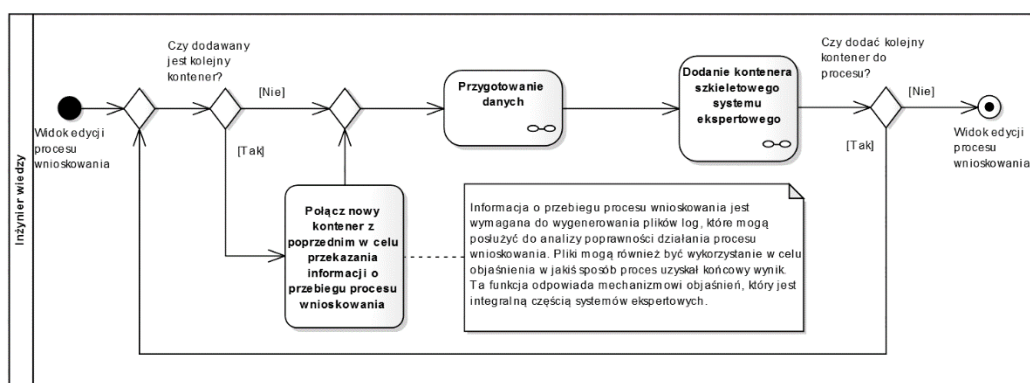 Inżynier wiedzy
Widok edycji
procesu
wnioskowania
Czy dodawany
jest kolejny
kontener?
[Nie]
[Tak]
Połącz nowy
kontener z
poprzednim w celu
przekazania
informacji o
przebiegu procesu
wnioskowania
Przygotowanie
danych
Dodanie kontenera
szkieletowego
systemu
ekspertowego
Informacja o przebiegu procesu wnioskowania jest
wymagana do wygenerowania plików log, które mogą
posłużyć do analizy poprawności działania procesu
wnioskowania. Pliki mogą również być wykorzystanie w celu
objaśnienia w jakiś sposób proces uzyskał końcowy wynik.
Ta funkcja odpowiada mechanizmowi objaśnień, który jest
integralną częścią systemów ekspertowych.
Czy dodać kolejny
kontener do
procesu?
[Nie]
[Tak]
Widok edycji
procesu
wnioskowania